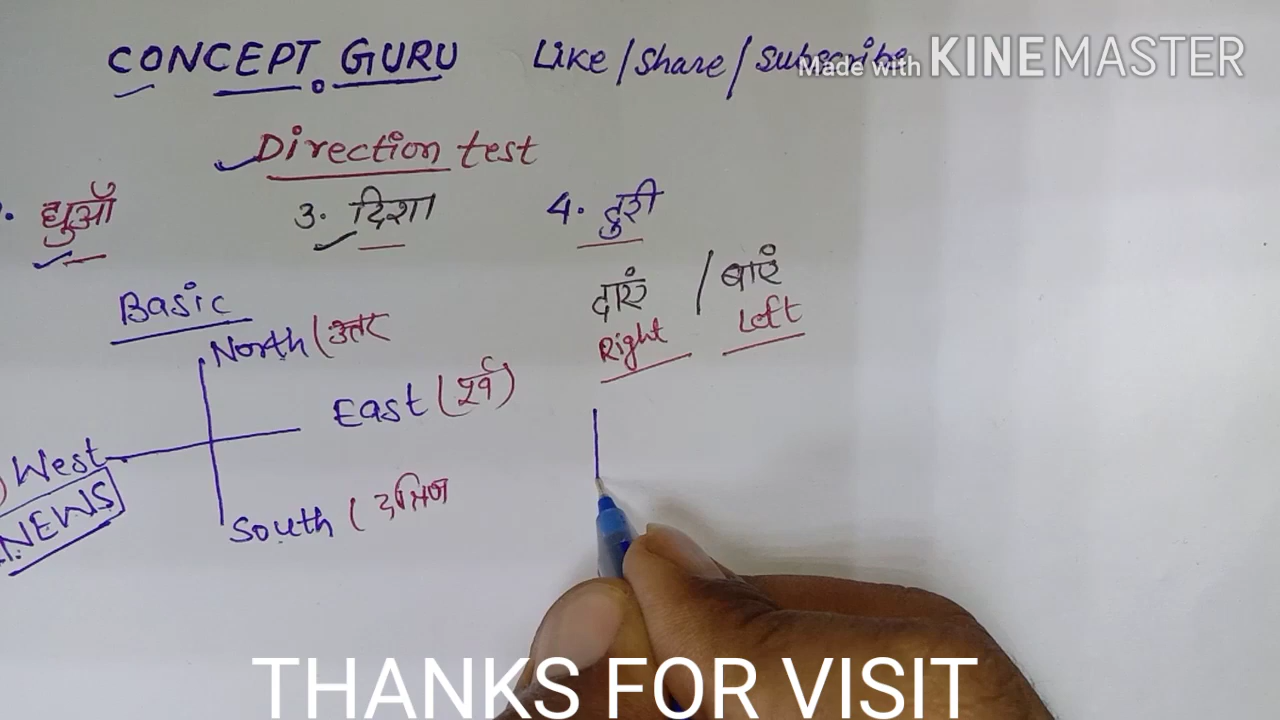 CONCEPT GURU Like/Share/Subscribe
Made with KINEMASTER
Direction test
धुआँ 3. दिशा 4. दुरी
दाएं / बाएं
Right Left
Basic
North (उत्तर
East (पूर्व)
West
NEWS
South (
THANKS FOR VISIT